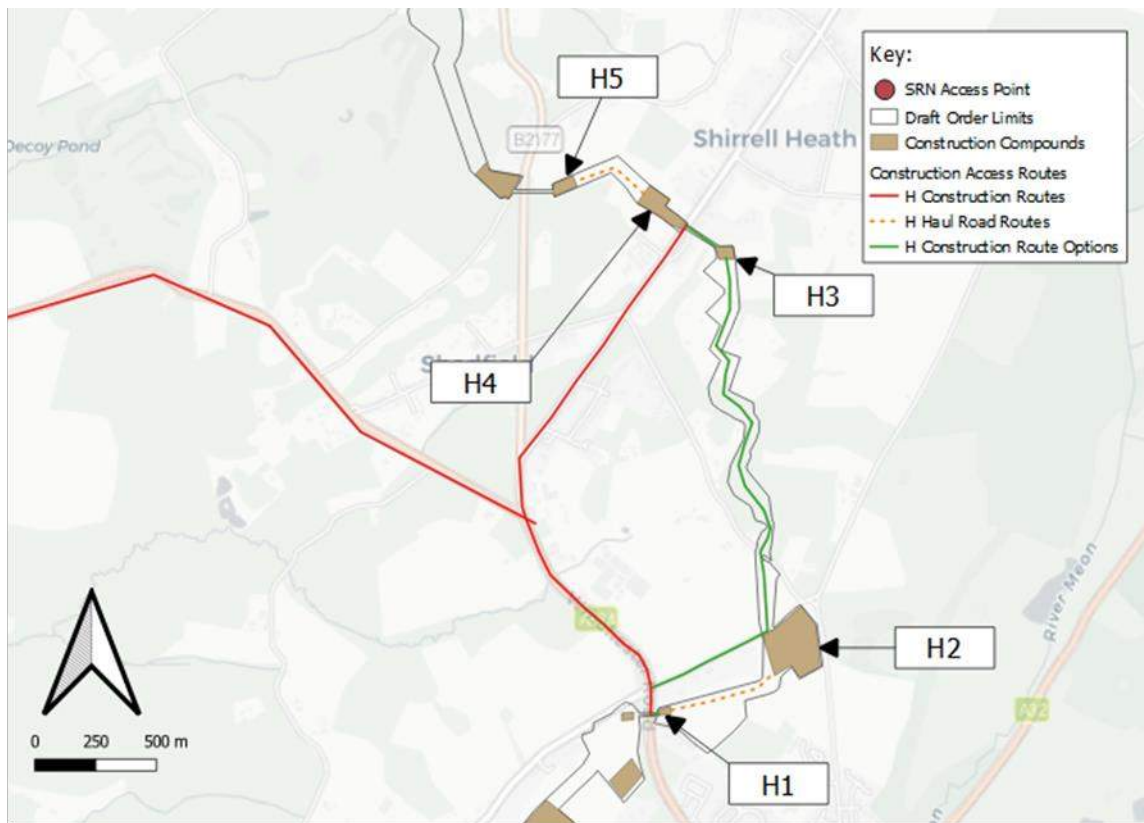 Key:
SRN Access Point
Draft Order Limits
Construction Compounds
Construction Access Routes
H Construction Routes
H Haul Road Routes
H Construction Route Options
H5
B2177
Decoy Pond
Shirrell Heath
H3
H4
River Meon
H2
A32
0 250 500 m
H1